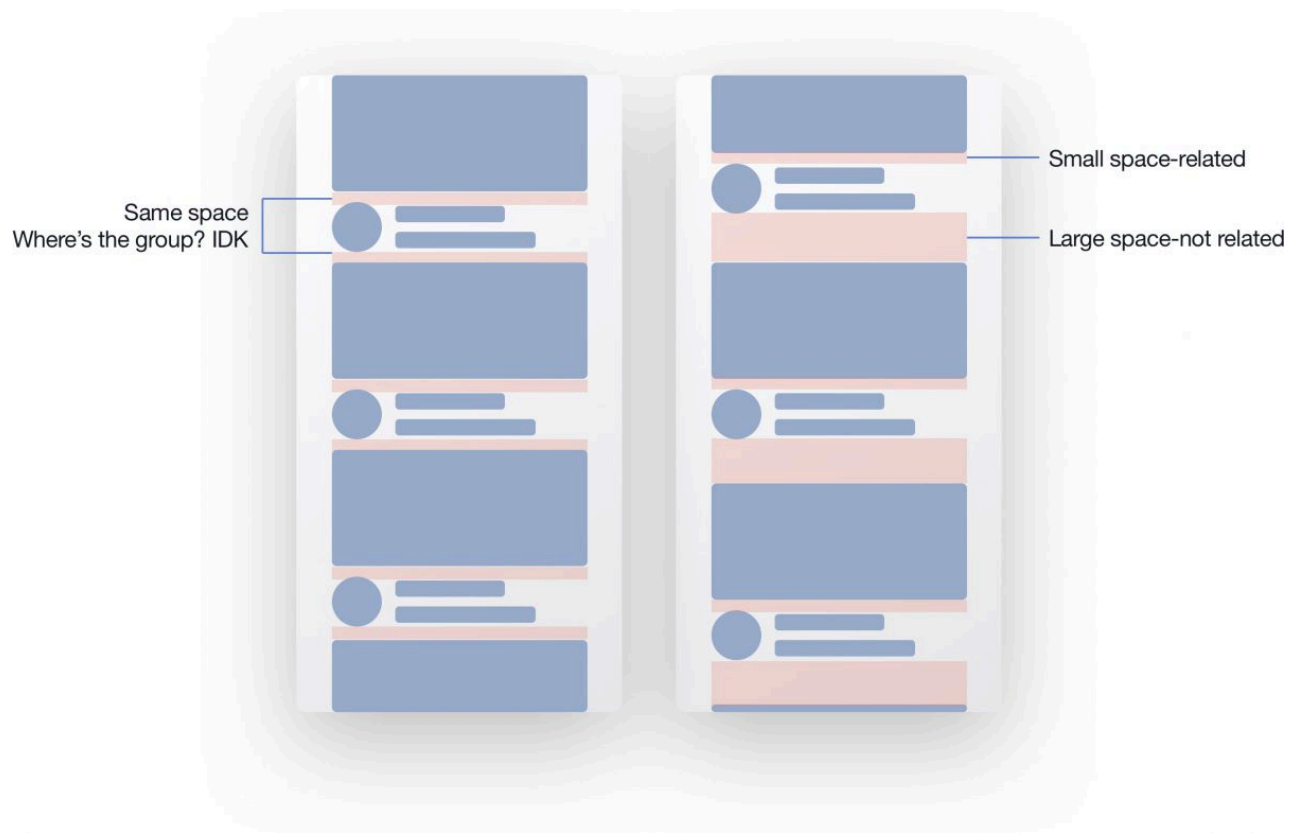 Same space
Where’s the group? IDK
Small space-related
Large space-not related